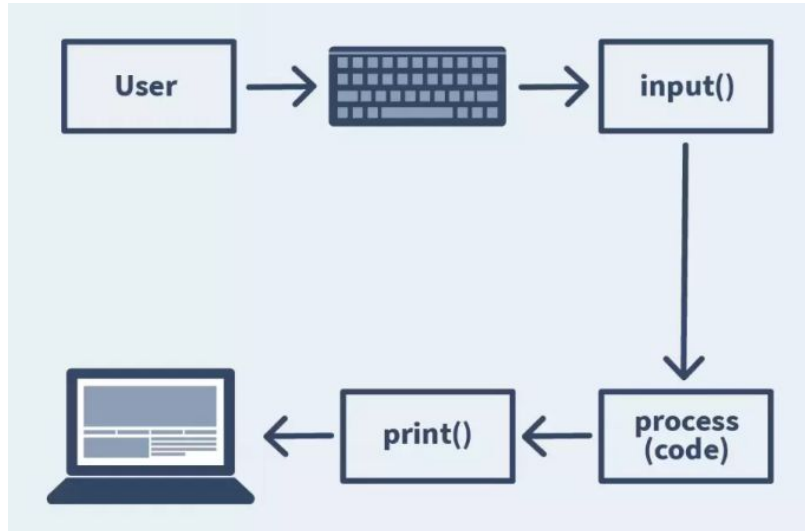 User
input()
print()
process
(code)